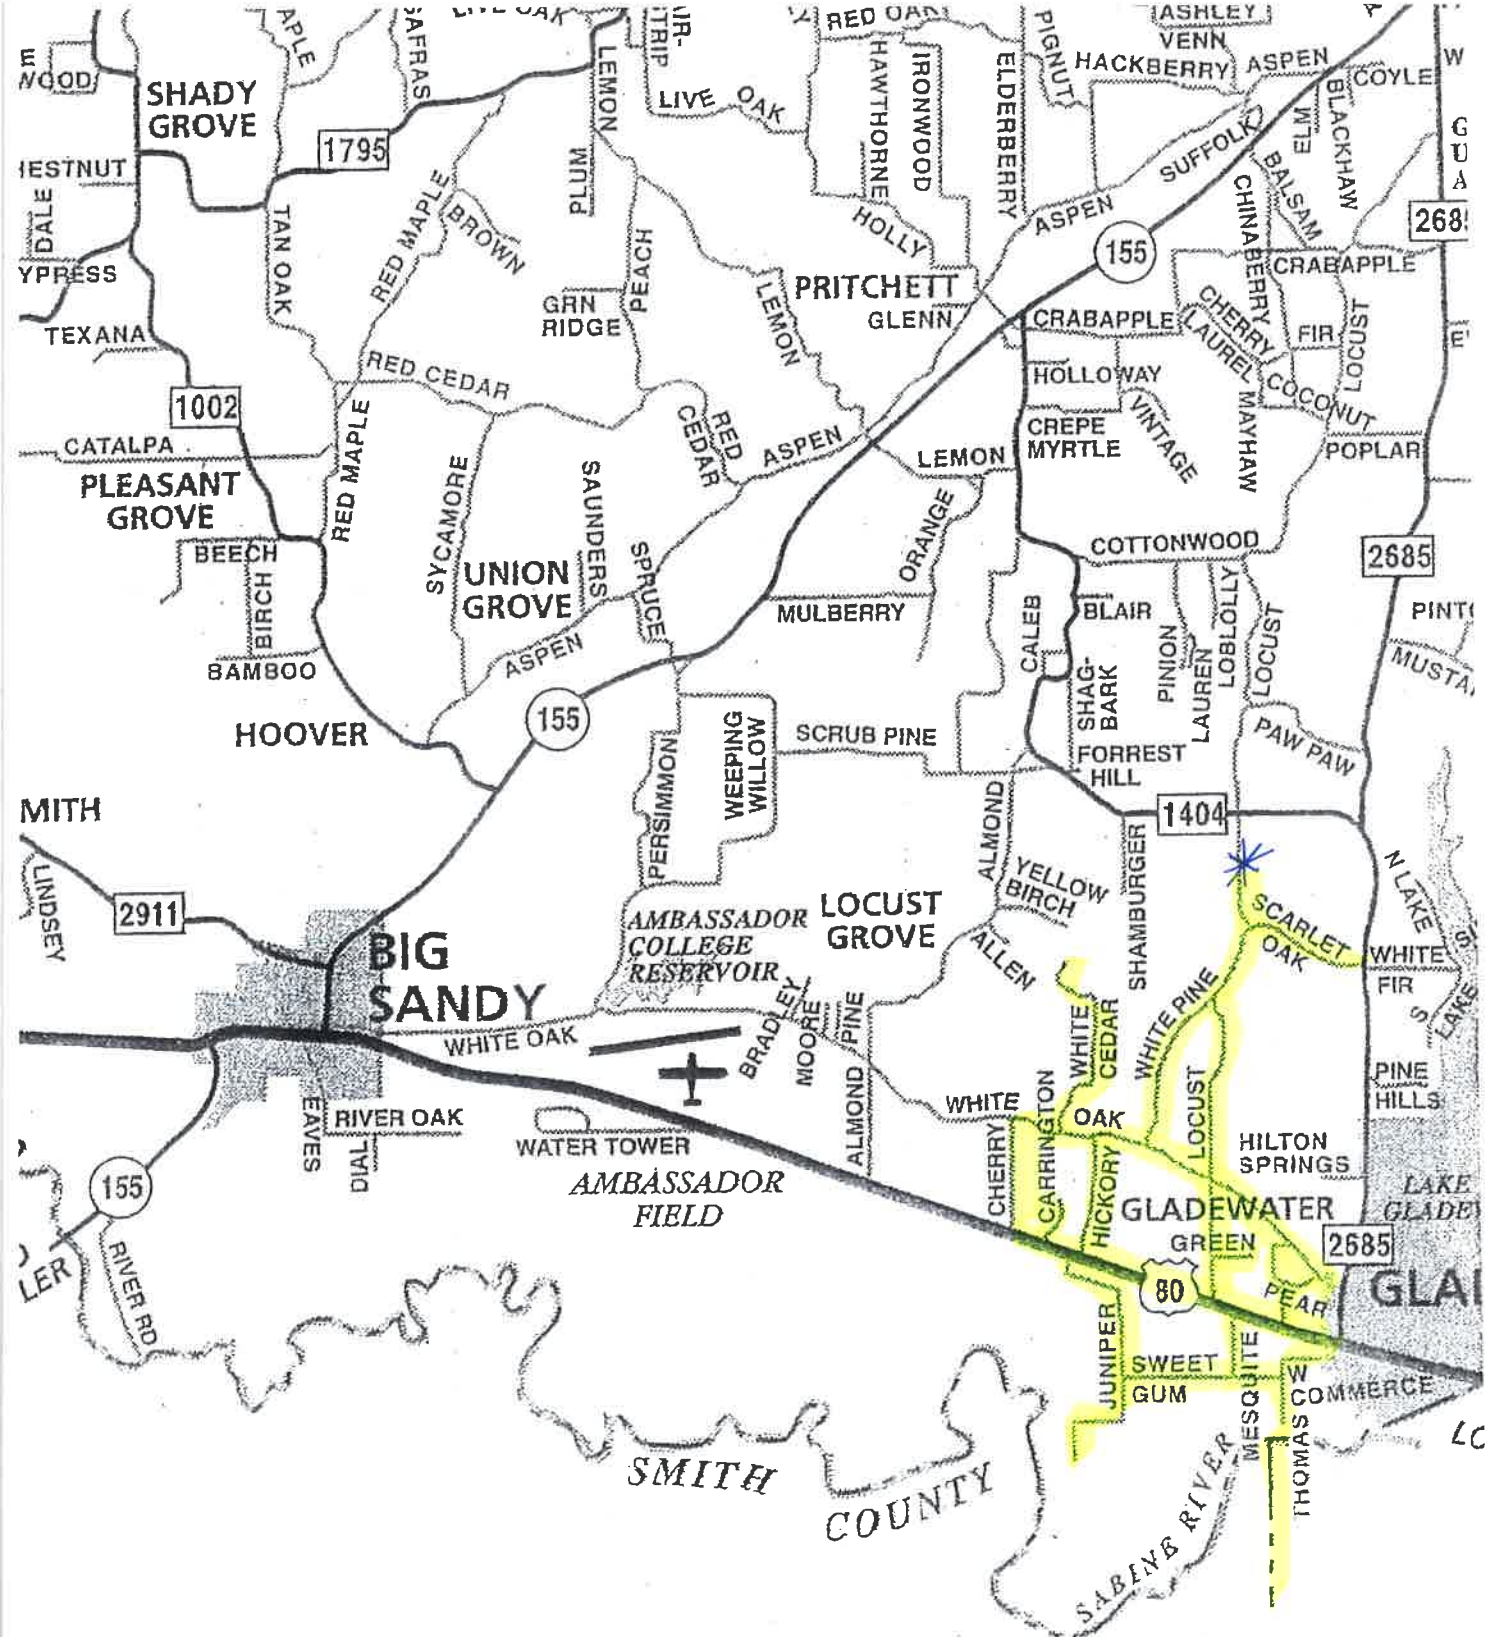 LIVE OAK
RED OAK
ASHLEY
VENN
ASPEN
COYLE
HACKBERRY
PIGNUT
W
WOOD
SHADY
GROVE
LEMON
LIVE OAK
HAWTHORNE
IRONWOOD
ELDERBERRY
ELM
BLACKHAW
1795
SUFFOLK
BALSAM
PLUM
DALE
TAN OAK
RED MAPLE
BROWN
PEACH
HOLLY
ASPEN
CHINABERRY
155
CRABAPPLE
GRN
RIDGE
LEMON
PRITCHETT
GLENN
CRABAPPLE
CHERRY
LAUREL
FIR
LOCUST
TEXANA
RED CEDAR
HOLLOWAY
VINTAGE
MAYHAW
COCONUT
1002
CATALPA
RED MAPLE
RED
CEDAR
ASPEN
LEMON
CREPE
MYRTLE
POPLAR
PLEASANT
GROVE
SYCAMORE
SAUNDERS
ORANGE
COTTONWOOD
2685
BEECH
BIRCH
UNION
GROVE
SPRUCE
MULBERRY
CALEB
BLAIR
PINION
LAUREN
LOBLOLLY
LOCUST
BAMBOO
ASPEN
SHAG-
BARK
HOOVER
155
PERSIMMON
WEEPING
WILLOW
SCRUB PINE
FORREST
HILL
PAW PAW
1404
ALMOND
SHAMBURGER
YELLOW
BIRCH
N LAKE
LINDSEY
2911
BIG
SANDY
AMBASSADOR
COLLEGE
RESERVOIR
LOCUST
GROVE
ALLEN
SCARLET
OAK
WHITE
FIR
S LAKE
WHITE OAK
BRADLEY
MOORE
ALMOND PINE
WHITE
CEDAR
WHITE PINE
LOCUST
PINE
HILLS
EAVES
RIVER OAK
DIAL
WATER TOWER
AMBASSADOR
FIELD
WHITE OAK
CHERRY
CARRINGTON
HICKORY
HILTON
SPRINGS
155
RIVER RD
GLADEWATER
GREEN
LAKE
2685
80
PEAR
JUNIPER
SWEET
GUM
MESQUITE
W
COMMERCE
THOMAS
SMITH
COUNTY
SABINE RIVER